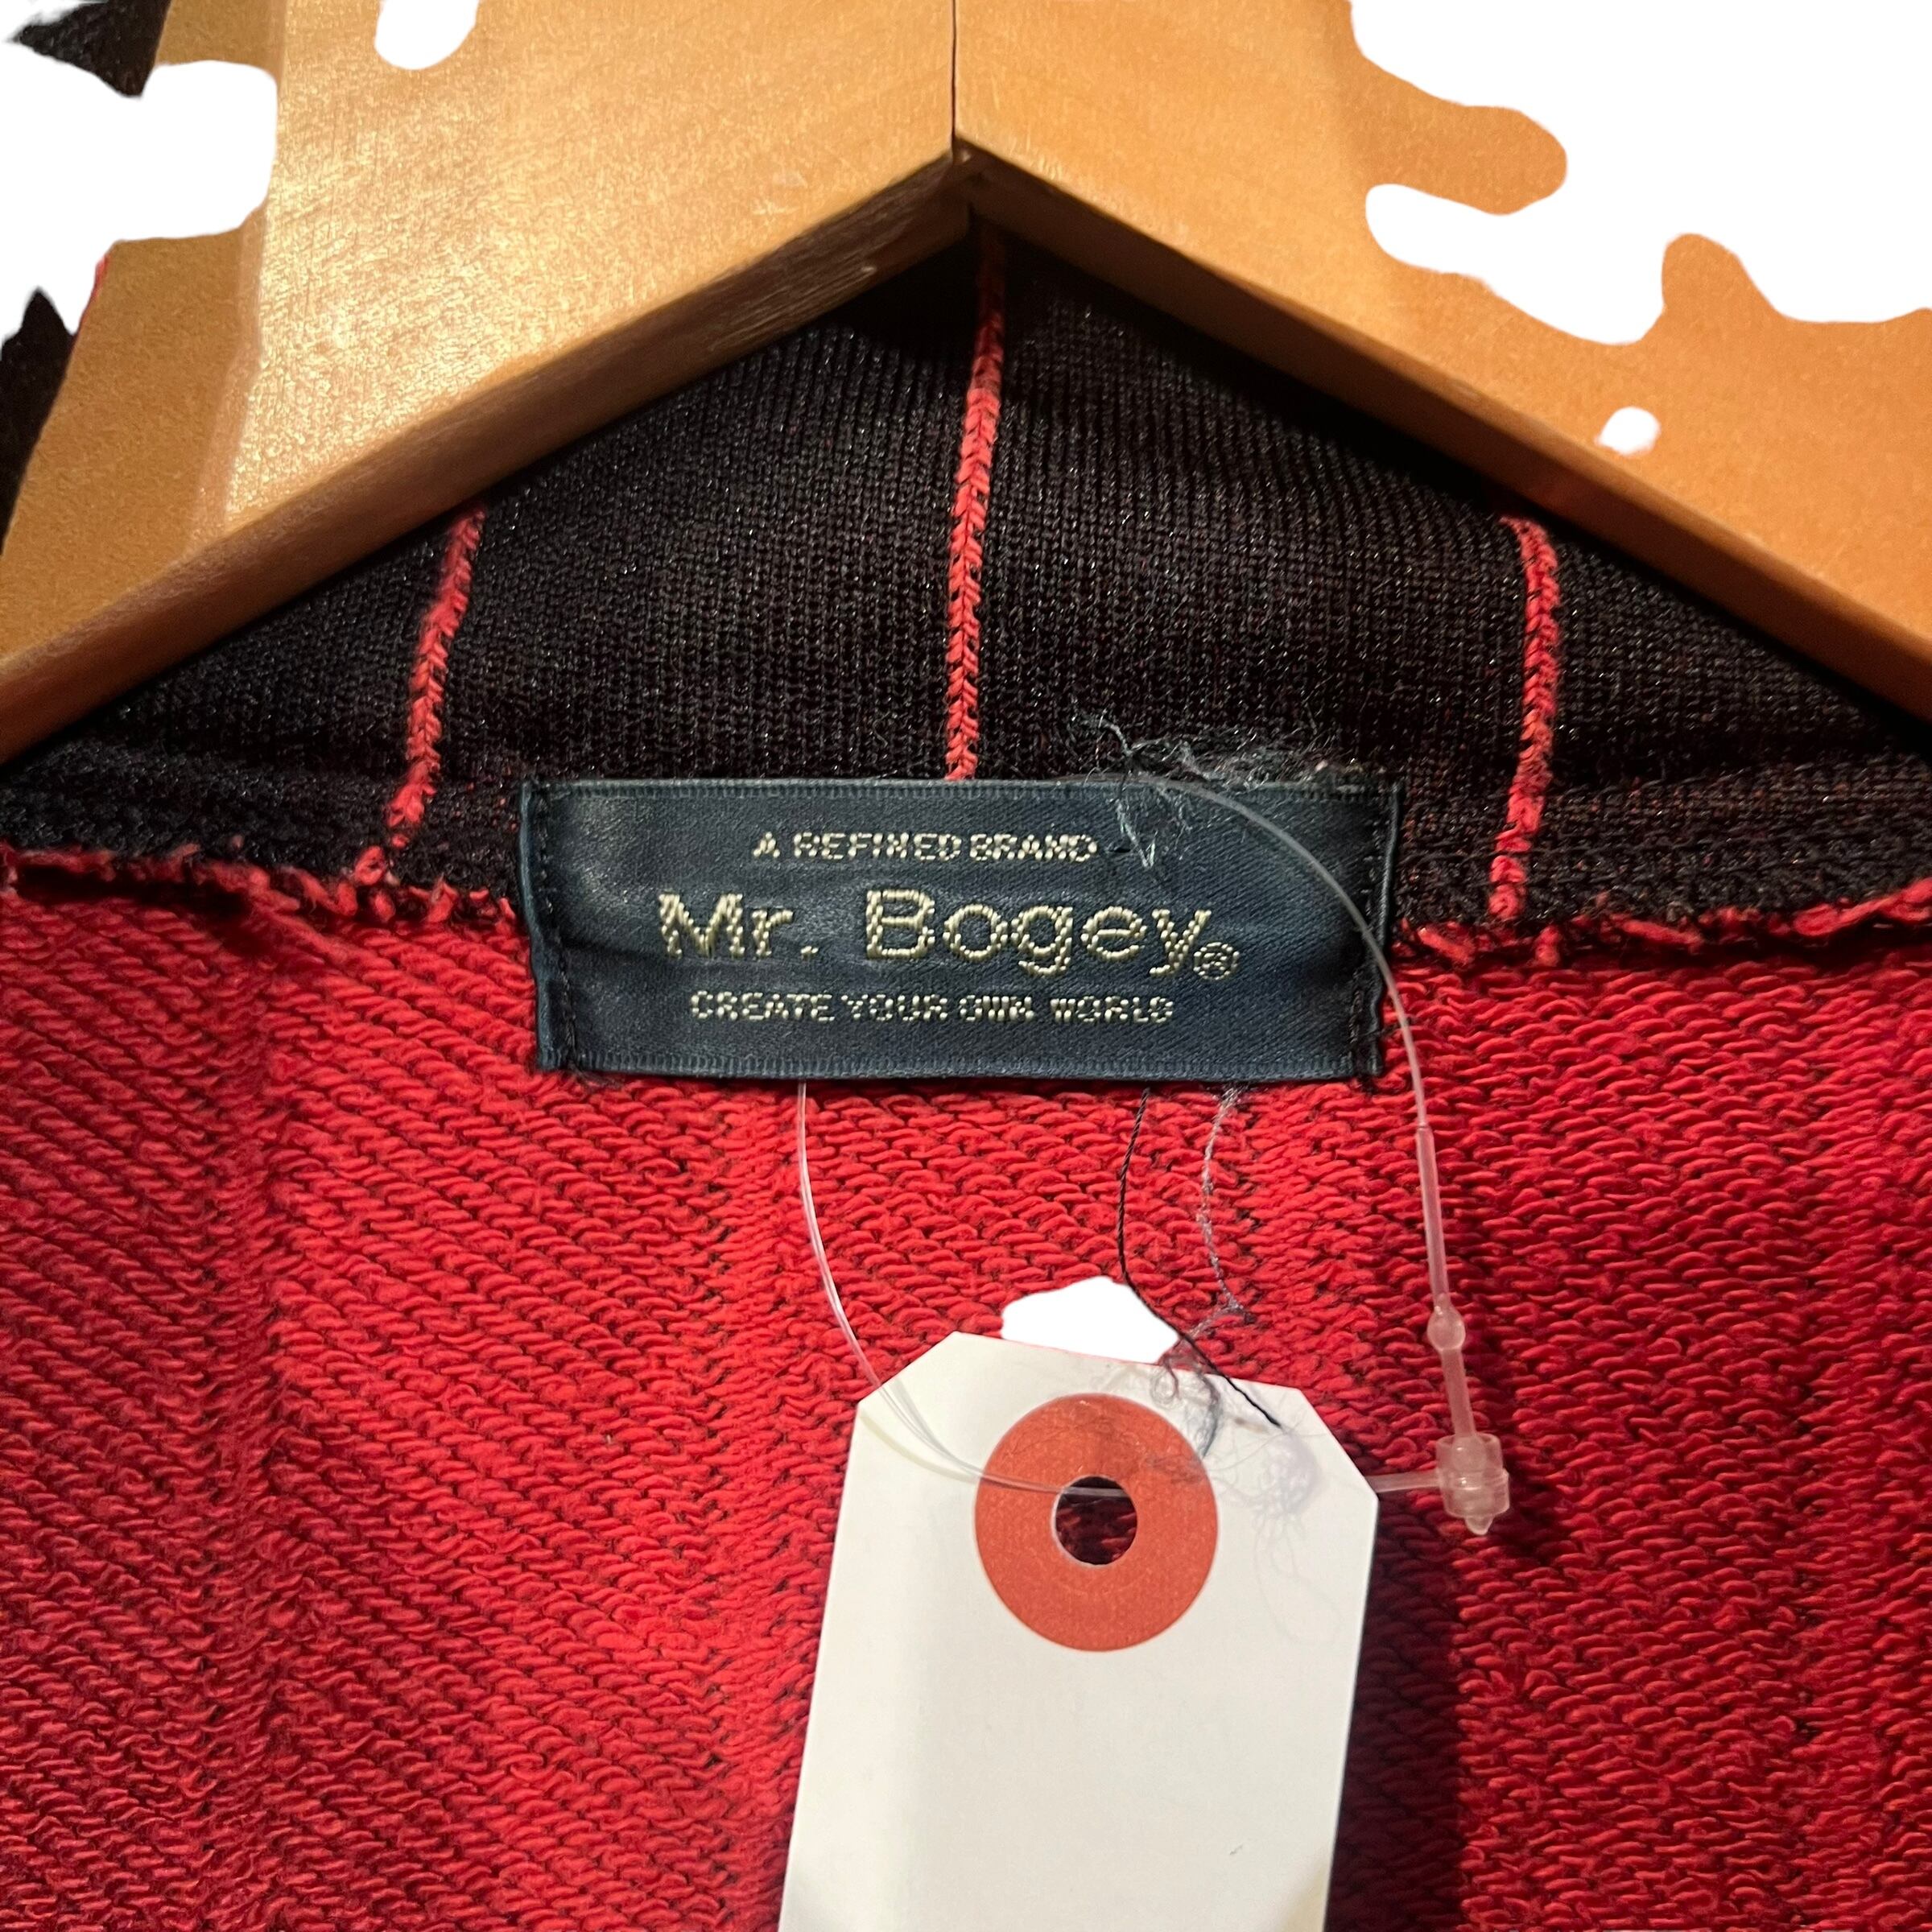 A REFINED BRAND
Mr. Bogey®
CREATE YOUR OWN WORLD